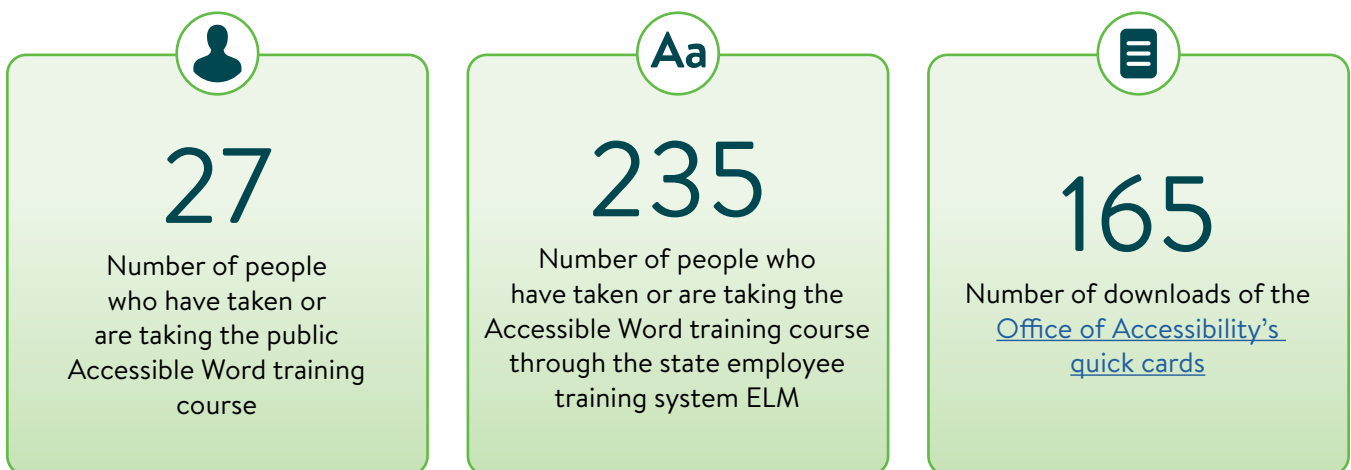 27
Number of people
who have taken or
are taking the public
Accessible Word training
course
Aa
235
Number of people who
have taken or are taking the
Accessible Word training course
through the state employee
training system ELM
165
Number of downloads of the
Office of Accessibility’s
quick cards